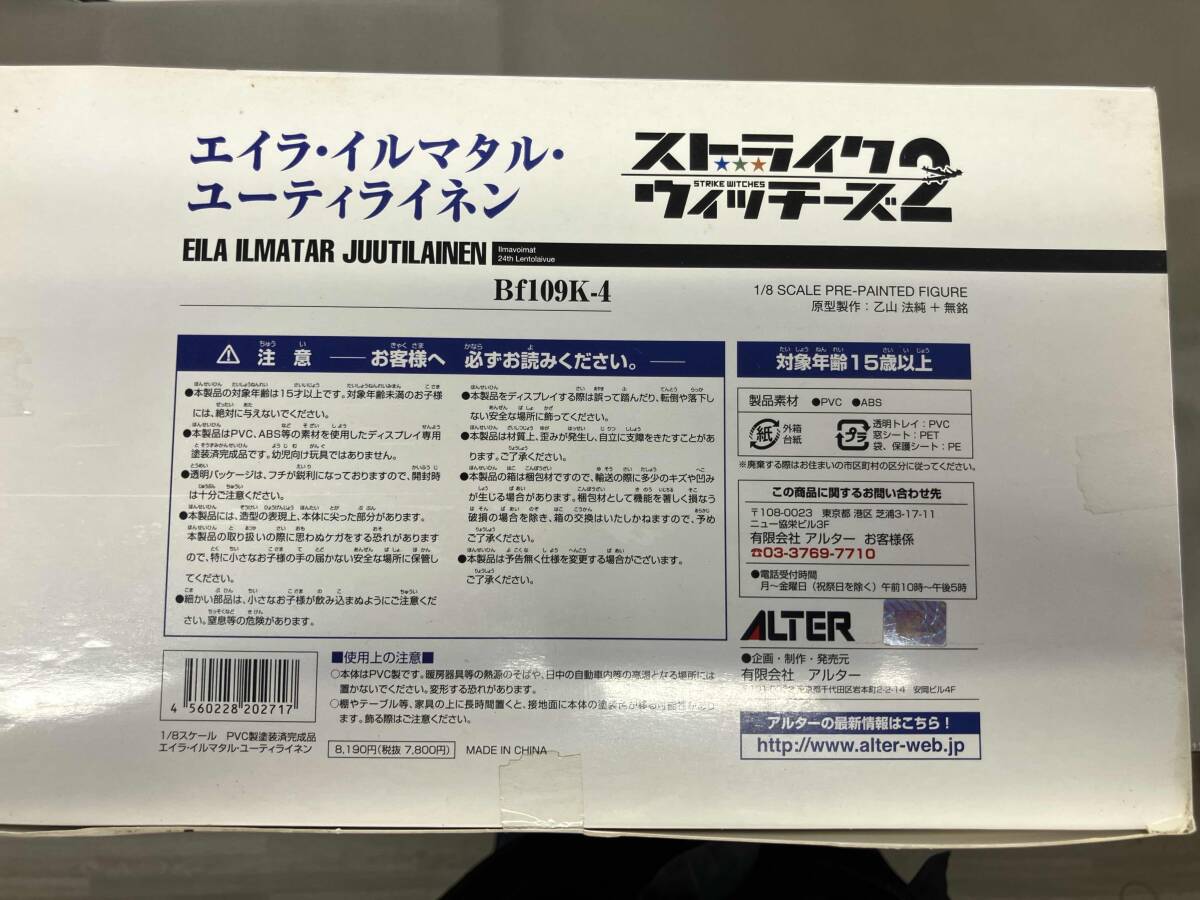 エイラ・イルマタル・
ユーティライネン
EILA ILMATAR JUUTILAINEN
Ilmavoimat
24th Lentolaivue
Bf109K-4
ストライク
STRIKE WITCHES
ウィッチーズ2
1/8 SCALE PRE-PAINTED FIGURE
原型製作：乙山 法純 + 無銘
⚠ 注意 ── お客様へ 必ずお読みください。──
●本製品の対象年齢は15才以上です。対象年齢未満のお子様
には、絶対に与えないでください。
●本製品はPVC、ABS等の素材を使用したディスプレイ専用
塗装済完成品です。幼児向け玩具ではありません。
●透明パッケージは、フチが鋭利になっておりますので、開封時
は十分ご注意ください。
●本製品には、造型の表現上、本体に尖った部分があります。
本製品の取り扱いの際に思わぬケガをする恐れがあります
ので、特に小さなお子様の手の届かない安全な場所に保管し
てください。
●細かい部品は、小さなお子様が飲み込まぬようにご注意くだ
さい。窒息等の危険があります。
●本製品をディスプレイする際は誤って踏んだり、転倒や落下し
ない安全な場所に飾ってください。
●本製品は材質上、歪みが発生し、自立に支障をきたすことがあ
ります。ご了承ください。
●本製品の箱は梱包材ですので、輸送の際に多少のキズや凹み
が生じる場合があります。梱包材として機能を著しく損なう
破損の場合を除き、箱の交換はいたしかねますので、予め
ご了承ください。
●本製品は予告無く仕様を変更する場合がございます。
ご了承ください。
対象年齢15歳以上
製品素材 ●PVC ●ABS
紙 外箱
台紙
プラ 透明トレイ：PVC
窓シート：PET
袋、保護シート：PE
※廃棄する際はお住まいの市区町村の区分に従ってください。
この商品に関するお問い合わせ先
〒108-0023 東京都 港区 芝浦3-17-11
ニュー協栄ビル3F
有限会社 アルター お客様係
☎03-3769-7710
●電話受付時間
月～金曜日（祝祭日を除く）午前10時～午後5時
ALTER
●企画・制作・発売元
有限会社 アルター
東京都千代田区岩本町2-2-14 安岡ビル4F
アルターの最新情報はこちら！
http://www.alter-web.jp
■使用上の注意■
○本体はPVC製です。暖房器具等の熱源のそばや、日中の自動車内等の高温となる場所には
置かないでください。変形する恐れがあります。
○棚やテーブル等、家具の上に長時間置くと、接地面に本体の塗装色が移る可能性があり
ます。飾る際はご注意ください。
4 560228 202717
1/8スケール PVC製塗装済完成品
エイラ・イルマタル・ユーティライネン
8,190円（税抜 7,800円）
MADE IN CHINA